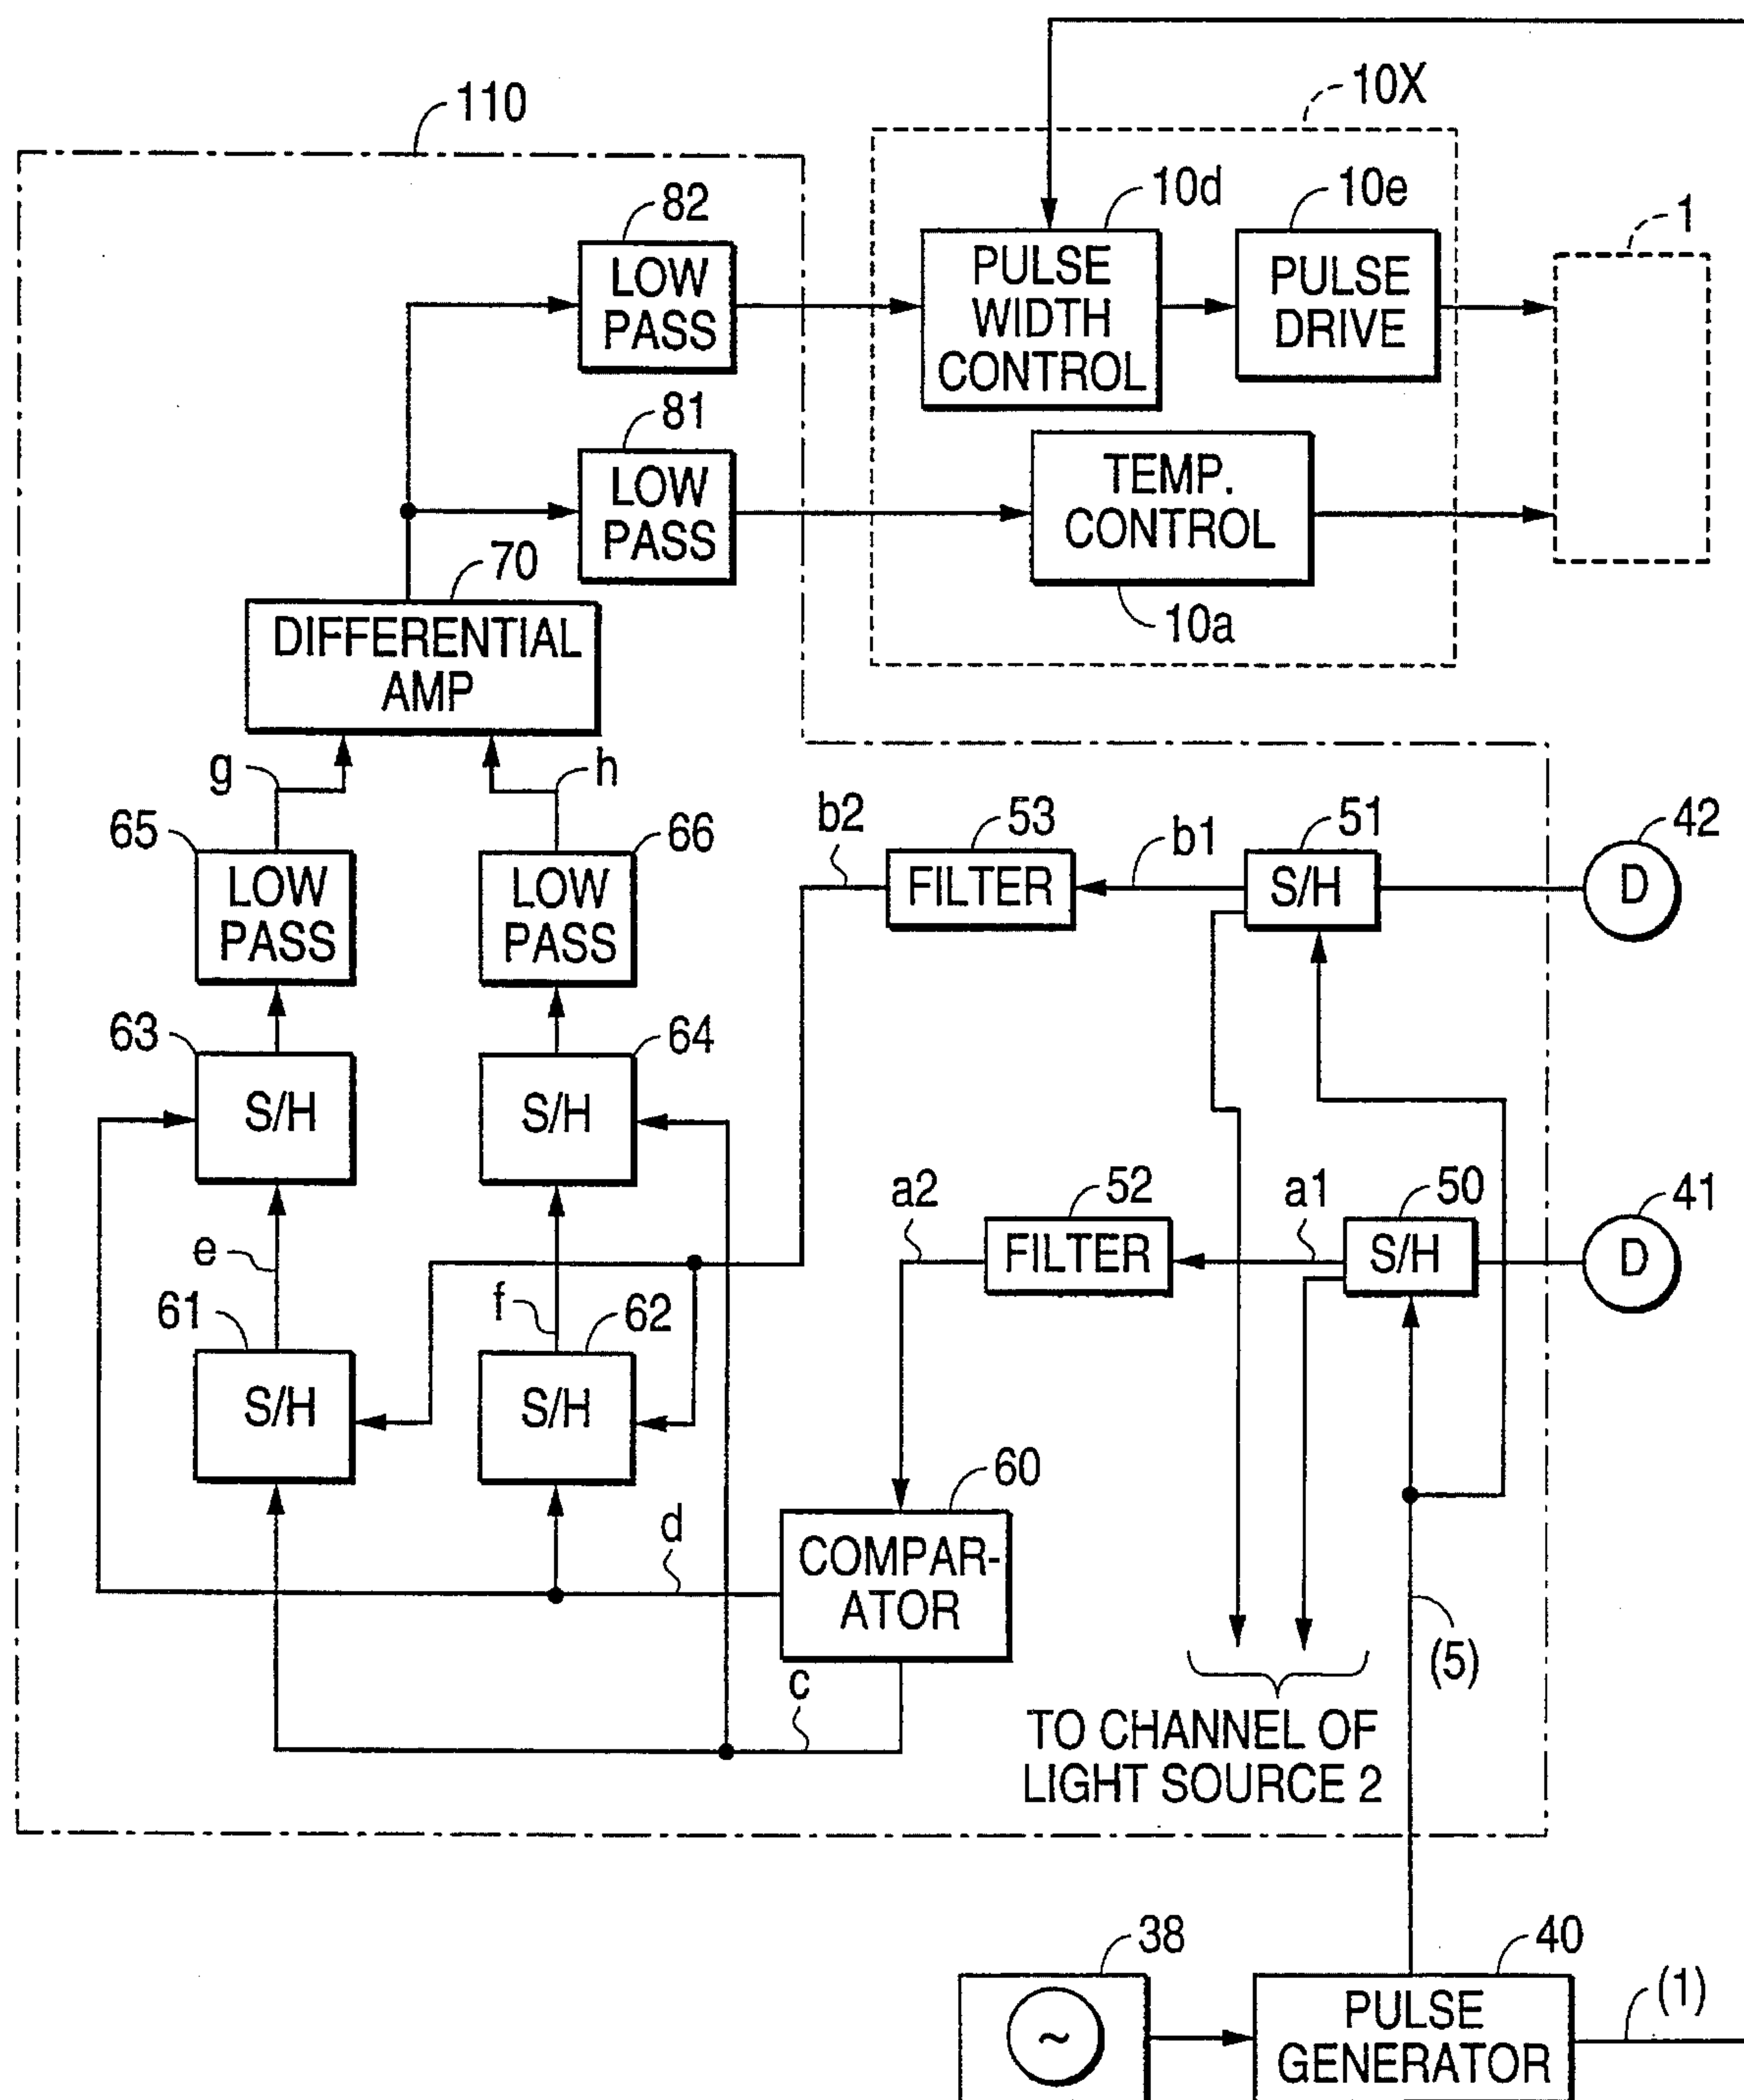 110
10X
82
LOW
PASS
10d
PULSE
WIDTH
CONTROL
10e
PULSE
DRIVE
1
81
LOW
PASS
TEMP.
CONTROL
10a
70
DIFFERENTIAL
AMP
g
h
65
LOW
PASS
66
LOW
PASS
b2
53
FILTER
b1
51
S/H
42
D
63
S/H
64
S/H
a2
52
FILTER
a1
50
S/H
41
D
e
f
61
S/H
62
S/H
60
COMPAR-
ATOR
d
c
(5)
TO CHANNEL OF
LIGHT SOURCE 2
38
~
40
PULSE
GENERATOR
(1)